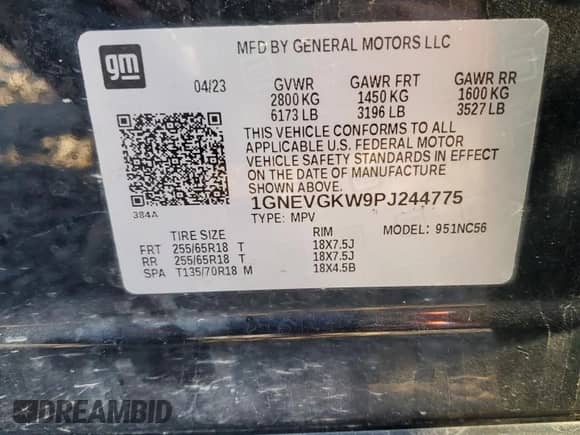 gm
MFD BY GENERAL MOTORS LLC
04/23 GVWR GAWR FRT GAWR RR
2800 KG 1450 KG 1600 KG
6173 LB 3196 LB 3527 LB
THIS VEHICLE CONFORMS TO ALL
APPLICABLE U.S. FEDERAL MOTOR
VEHICLE SAFETY STANDARDS IN EFFECT
ON THE DATE OF MANUFACTURE
SHOWN ABOVE.
384A
1GNEVGKW9PJ244775
TYPE: MPV MODEL: 951NC56
TIRE SIZE RIM
FRT 255/65R18 T 18X7.5J
RR 255/65R18 T 18X7.5J
SPA T135/70R18 M 18X4.5B
DREAMBID